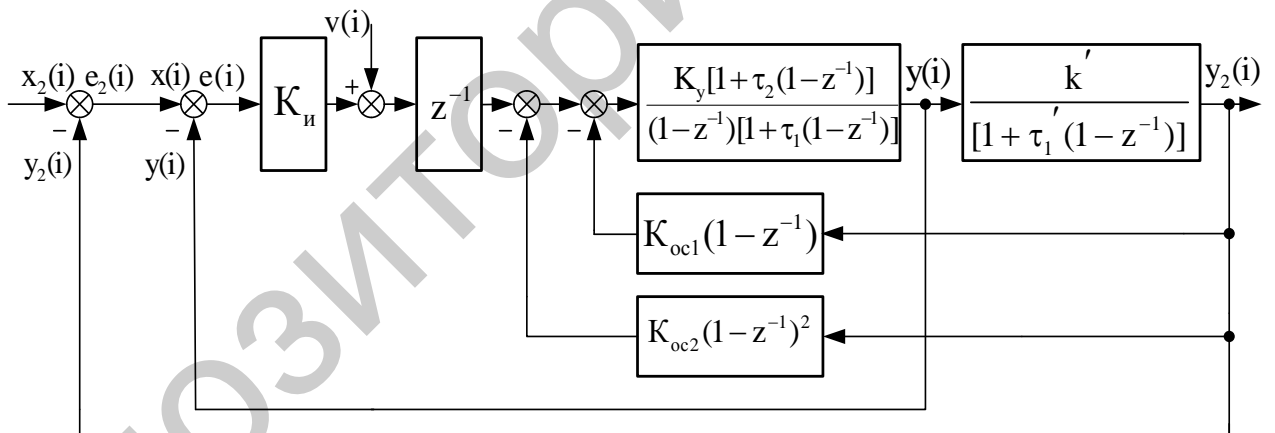 v(i)
x₂(i) e₂(i) x(i) e(i)
Kи
+
z⁻¹
Kу[1+τ₂(1−z⁻¹)]
(1−z⁻¹)[1+τ₁(1−z⁻¹)]
y(i)
k′
[1+τ₁′(1−z⁻¹)]
y₂(i)
−
−
−
−
y₂(i)
y(i)
Kос1(1−z⁻¹)
Kос2(1−z⁻¹)²
озитори